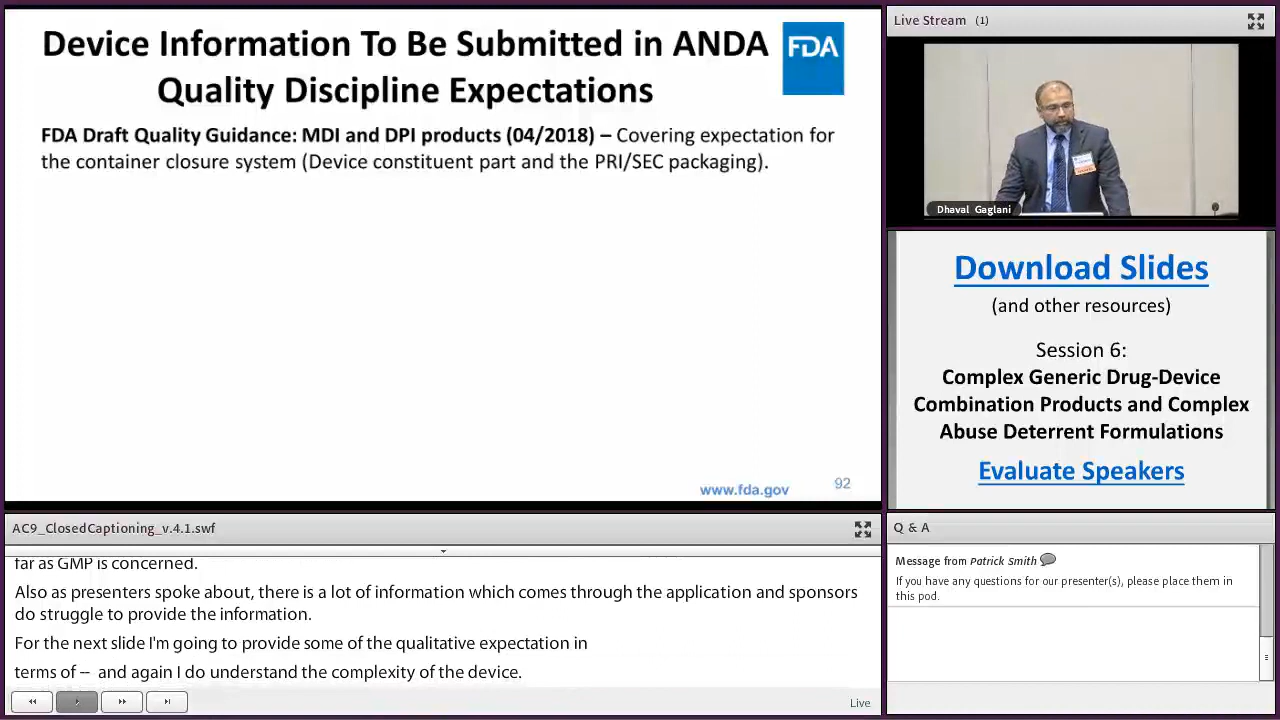 Device Information To Be Submitted in ANDA
Quality Discipline Expectations
FDA
FDA Draft Quality Guidance: MDI and DPI products (04/2018) – Covering expectation for
the container closure system (Device constituent part and the PRI/SEC packaging).
www.fda.gov
92
Live Stream (1)
Dhaval Gaglani
Download Slides
(and other resources)
Session 6:
Complex Generic Drug-Device
Combination Products and Complex
Abuse Deterrent Formulations
Evaluate Speakers
AC9_ClosedCaptioning_v.4.1.swf
far as GMP is concerned.
Also as presenters spoke about, there is a lot of information which comes through the application and sponsors
do struggle to provide the information.
For the next slide I'm going to provide some of the qualitative expectation in
terms of -- and again I do understand the complexity of the device.
Live
Q & A
Message from Patrick Smith
If you have any questions for our presenter(s), please place them in
this pod.